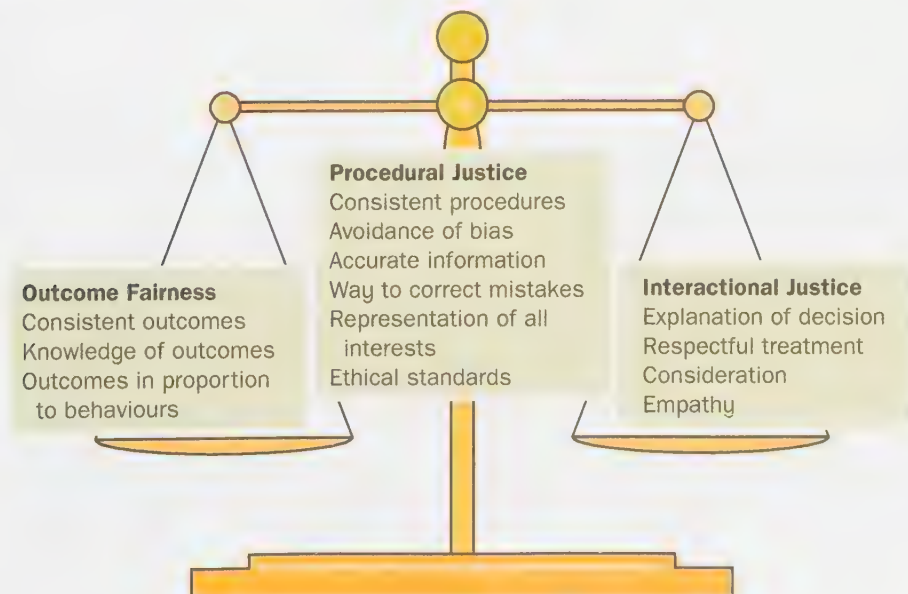 Procedural Justice
Consistent procedures
Avoidance of bias
Accurate information
Way to correct mistakes
Representation of all
interests
Ethical standards
Outcome Fairness
Consistent outcomes
Knowledge of outcomes
Outcomes in proportion
to behaviours
Interactional Justice
Explanation of decision
Respectful treatment
Consideration
Empathy